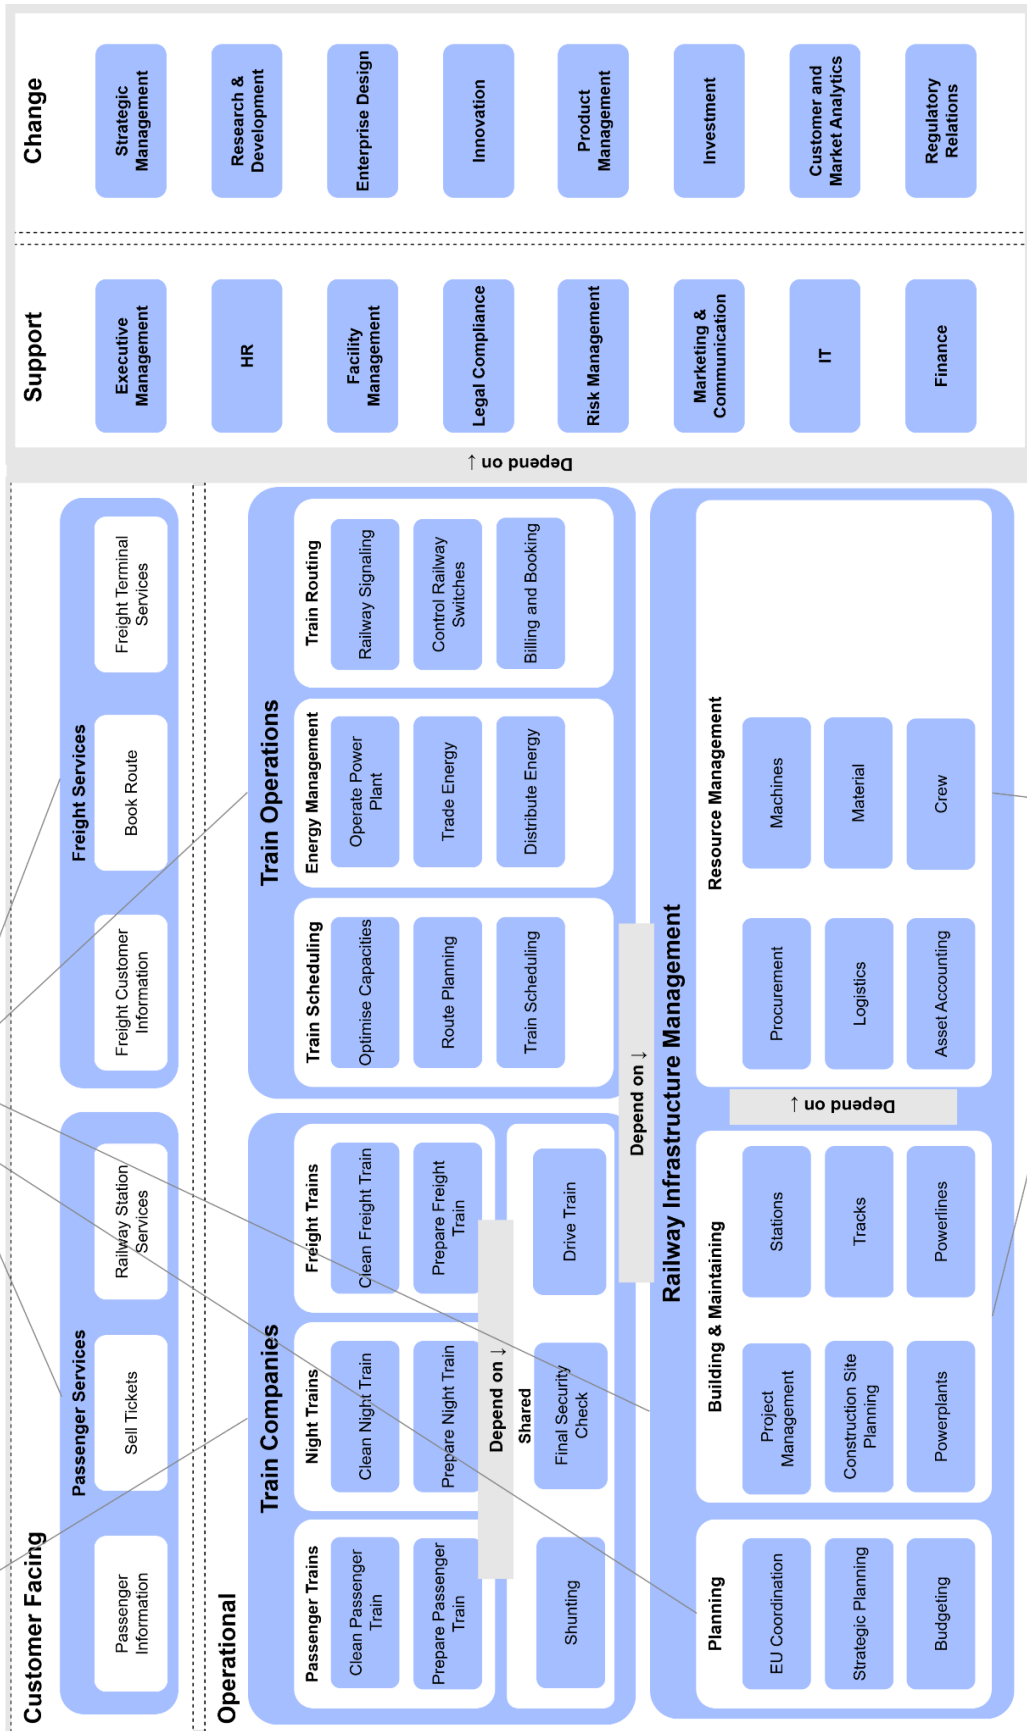 Customer Facing
Passenger Services
Passenger
Information
Sell Tickets
Railway Station
Services
Freight Services
Freight Customer
Information
Book Route
Freight Terminal
Services
Operational
Train Companies
Passenger Trains
Clean Passenger
Train
Prepare Passenger
Train
Night Trains
Clean Night Train
Prepare Night Train
Freight Trains
Clean Freight Train
Prepare Freight
Train
Depend on ↓
Shared
Shunting
Final Security
Check
Drive Train
Train Operations
Train Scheduling
Optimise Capacities
Route Planning
Train Scheduling
Energy Management
Operate Power
Plant
Trade Energy
Distribute Energy
Train Routing
Railway Signaling
Control Railway
Switches
Billing and Booking
Depend on ↓
Railway Infrastructure Management
Planning
EU Coordination
Strategic Planning
Budgeting
Building & Maintaining
Project
Management
Construction Site
Planning
Powerplants
Stations
Tracks
Powerlines
Depend on ↓
Resource Management
Procurement
Logistics
Asset Accounting
Machines
Material
Crew
Depend on ↓
Support
Executive
Management
HR
Facility
Management
Legal Compliance
Risk Management
Marketing &
Communication
IT
Finance
Change
Strategic
Management
Research &
Development
Enterprise Design
Innovation
Product
Management
Investment
Customer and
Market Analytics
Regulatory
Relations